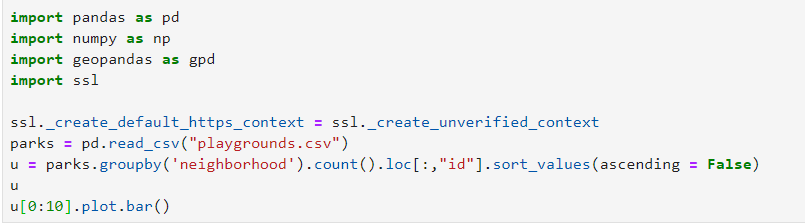 import pandas as pd
import numpy as np
import geopandas as gpd
import ssl
ssl._create_default_https_context = ssl._create_unverified_context
parks = pd.read_csv("playgrounds.csv")
u = parks.groupby('neighborhood').count().loc[:,"id"].sort_values(ascending = False)
u
u[0:10].plot.bar()